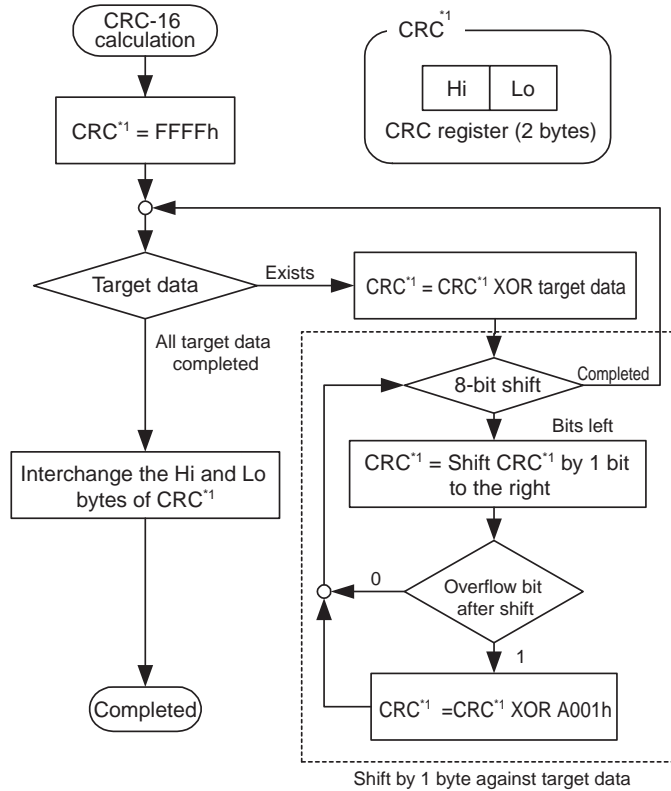 CRC-16
calculation
CRC*1 = FFFFh
CRC*1
Hi Lo
CRC register (2 bytes)
Target data
Exists
CRC*1 = CRC*1 XOR target data
All target data
completed
8-bit shift
Completed
Bits left
Interchange the Hi and Lo
bytes of CRC*1
CRC*1 = Shift CRC*1 by 1 bit
to the right
0
Overflow bit
after shift
1
Completed
CRC*1 =CRC*1 XOR A001h
Shift by 1 byte against target data